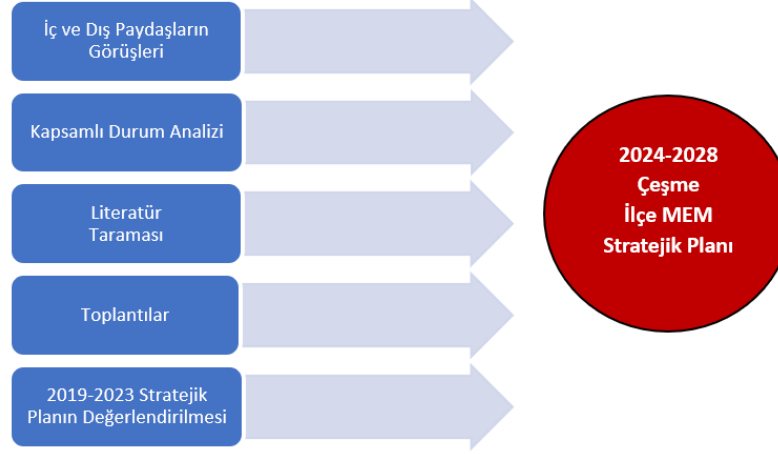 İç ve Dış Paydaşların
Görüşleri
Kapsamlı Durum Analizi
Literatür
Taraması
Toplantılar
2019-2023 Stratejik
Planın Değerlendirilmesi
2024-2028
Çeşme
İlçe MEM
Stratejik Planı